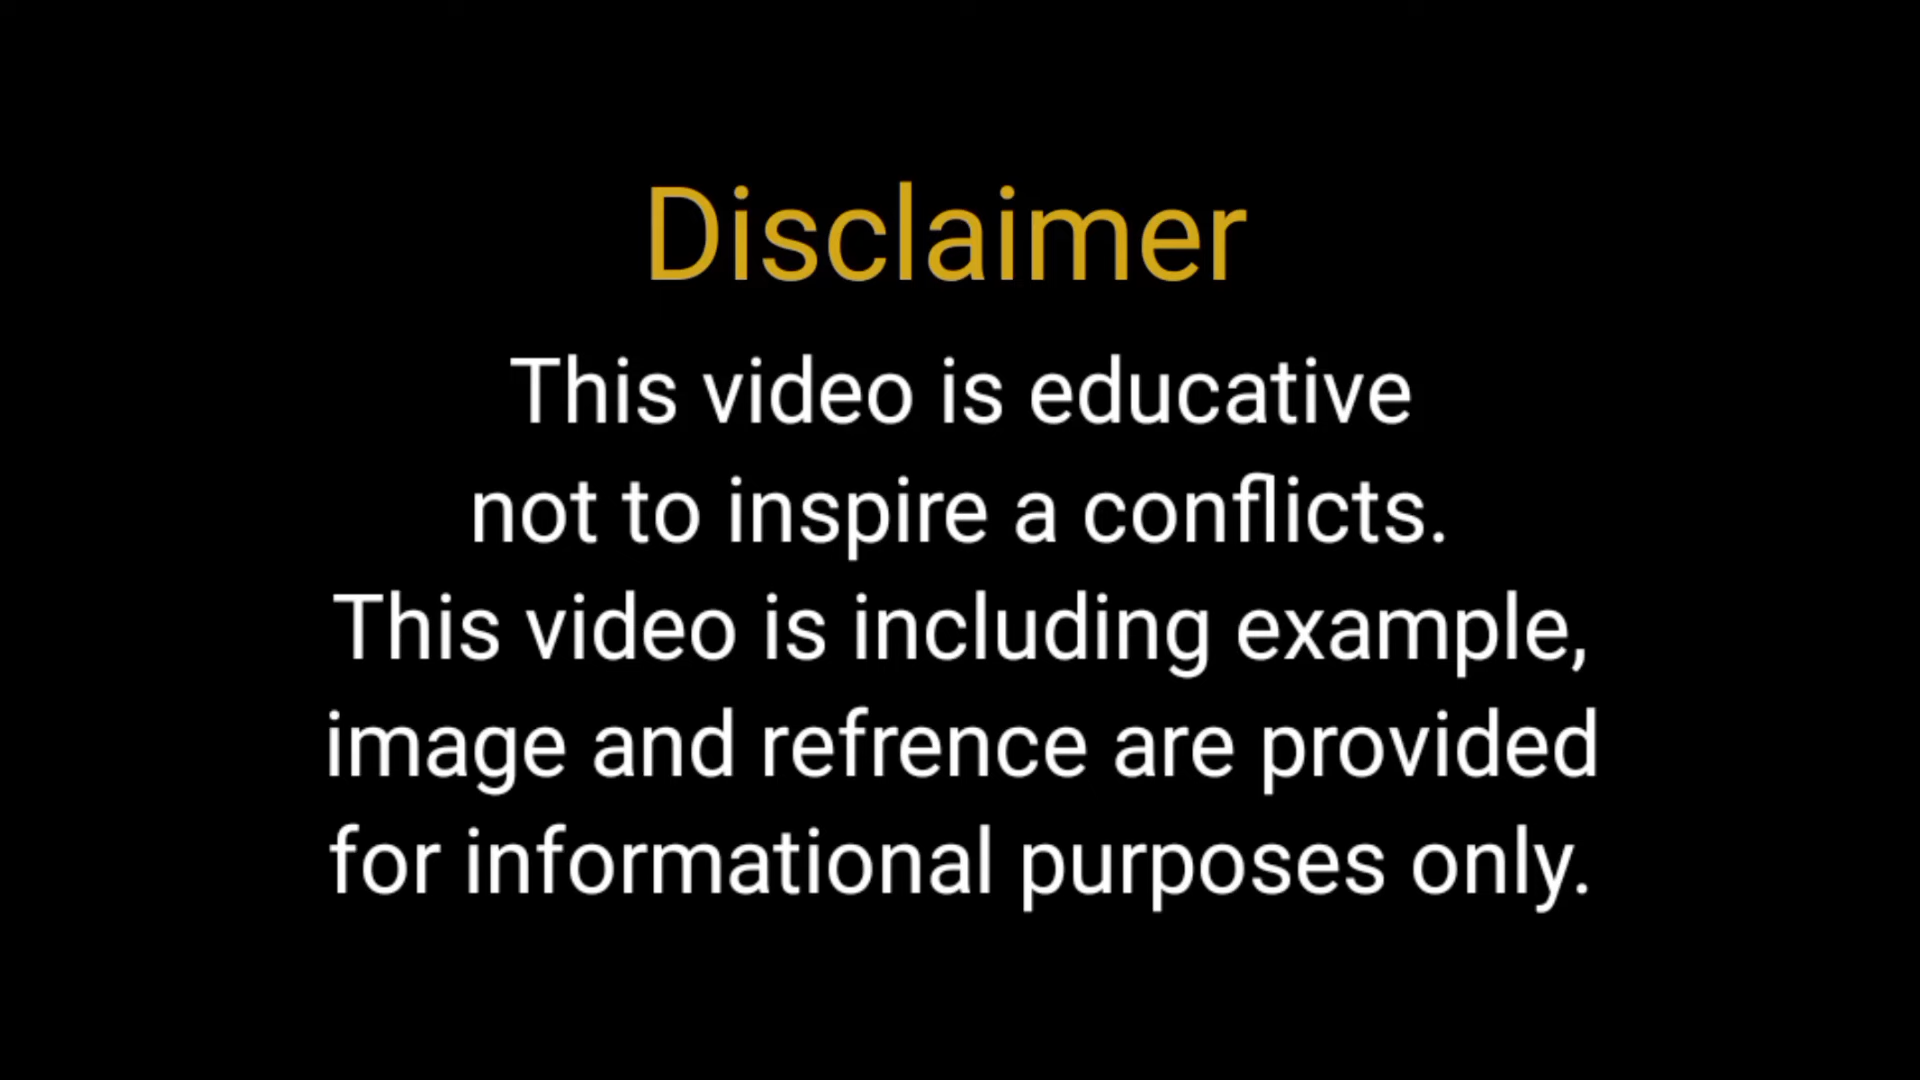 Disclaimer
This video is educative
not to inspire a conflicts.
This video is including example,
image and refrence are provided
for informational purposes only.